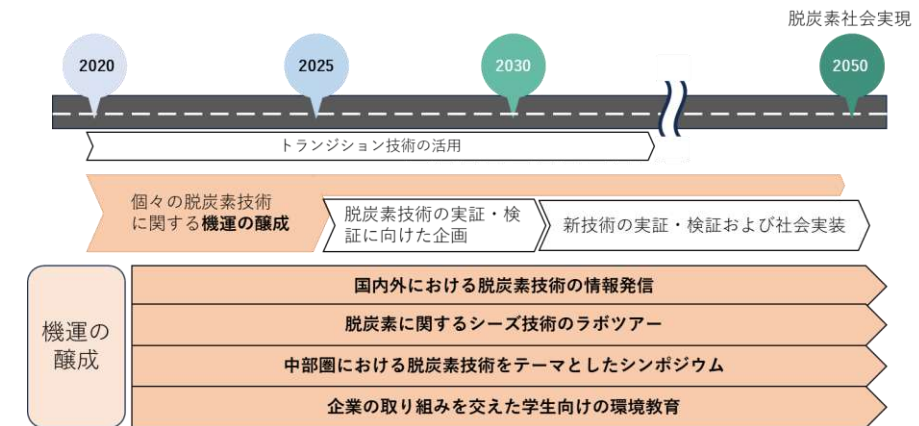 脱炭素社会実現
2020
2025
2030
2050
トランジション技術の活用
個々の脱炭素技術
に関する機運の醸成
脱炭素技術の実証・検
証に向けた企画
新技術の実証・検証および社会実装
機運の
醸成
国内外における脱炭素技術の情報発信
脱炭素に関するシーズ技術のラボツアー
中部圏における脱炭素技術をテーマとしたシンポジウム
企業の取り組みを交えた学生向けの環境教育